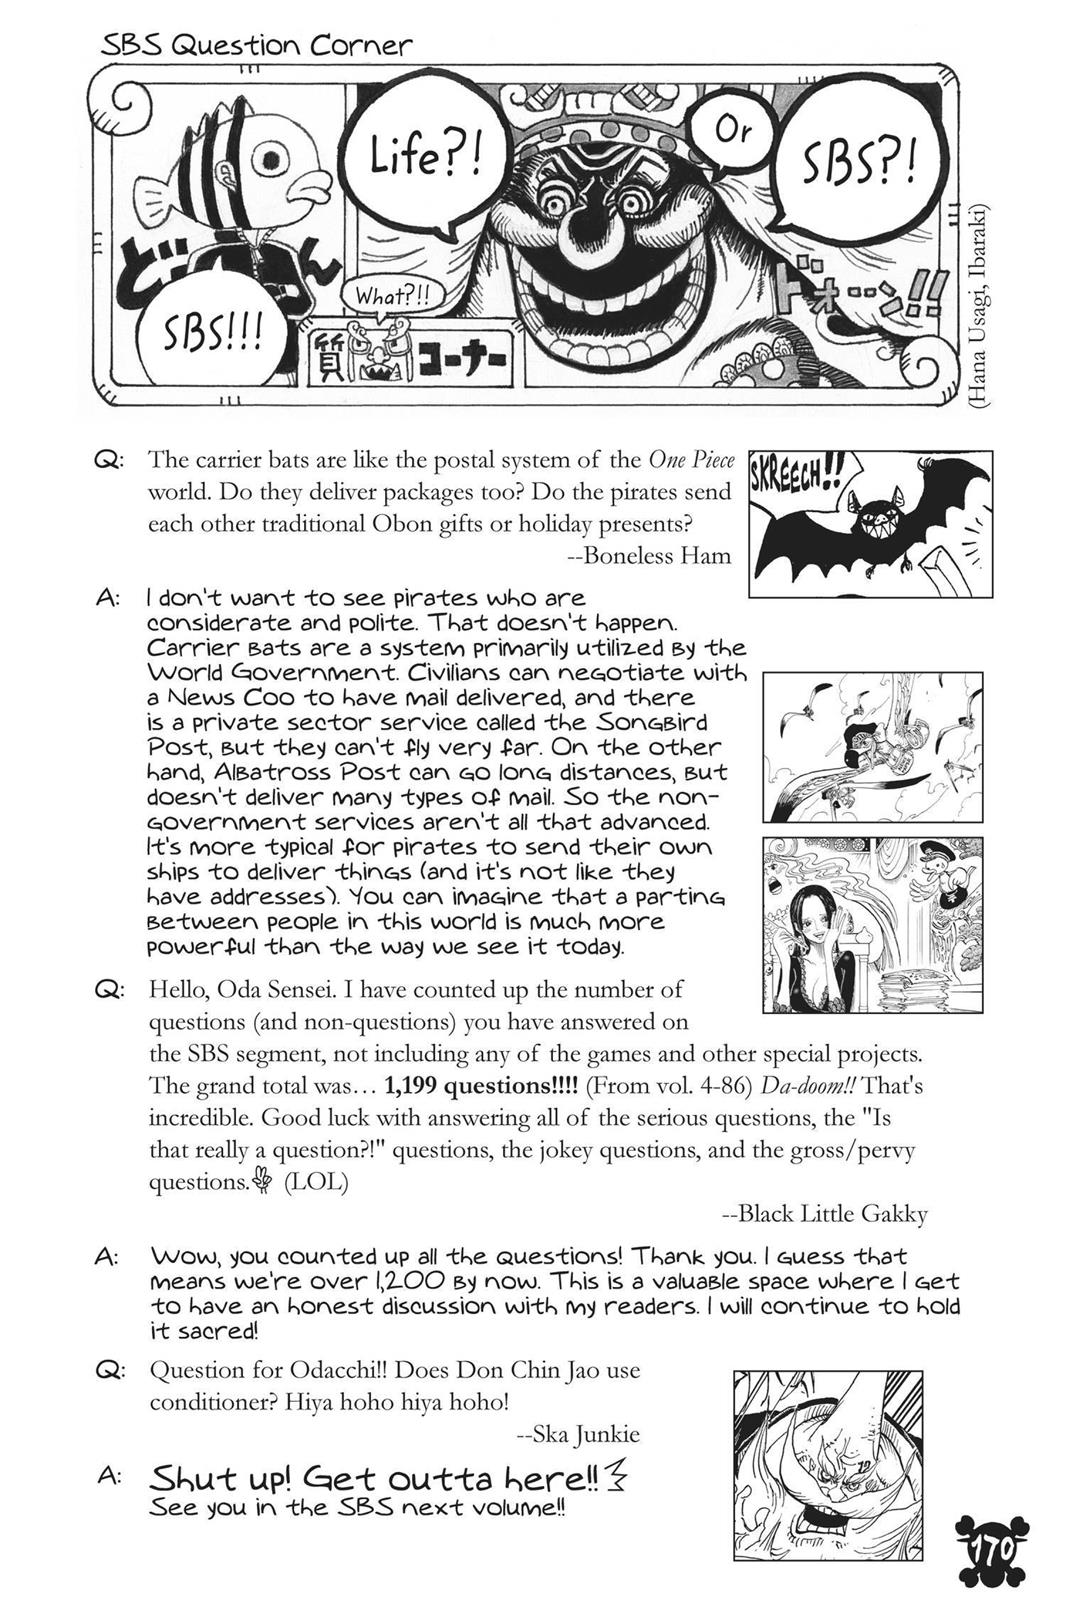 SBS Question Corner
Life?!
Or
SBS?!
SBS!!!
What?!!
どーん
質 コーナー
ドォーン!!
(Hana Usagi, Ibaraki)
SKREECH!!
Q: The carrier bats are like the postal system of the One Piece
world. Do they deliver packages too? Do the pirates send
each other traditional Obon gifts or holiday presents?
--Boneless Ham
A: I don't want to see pirates who are
considerate and polite. That doesn't happen.
Carrier bats are a system primarily utilized by the
World Government. Civilians can negotiate with
a News Coo to have mail delivered, and there
is a private sector service called the Songbird
Post, but they can't fly very far. On the other
hand, Albatross Post can go long distances, but
doesn't deliver many types of mail. So the non-
government services aren't all that advanced.
It's more typical for pirates to send their own
ships to deliver things (and it's not like they
have addresses). You can imagine that a parting
between people in this world is much more
powerful than the way we see it today.
Q: Hello, Oda Sensei. I have counted up the number of
questions (and non-questions) you have answered on
the SBS segment, not including any of the games and other special projects.
The grand total was… 1,199 questions!!!! (From vol. 4-86) Da-doom!! That's
incredible. Good luck with answering all of the serious questions, the "Is
that really a question?!" questions, the jokey questions, and the gross/pervy
questions. (LOL)
--Black Little Gakky
A: Wow, you counted up all the questions! Thank you. I guess that
means we're over 1,200 by now. This is a valuable space where I get
to have an honest discussion with my readers. I will continue to hold
it sacred!
Q: Question for Odacchi!! Does Don Chin Jao use
conditioner? Hiya hoho hiya hoho!
--Ska Junkie
A: Shut up! Get outta here!!
See you in the SBS next volume!!
170